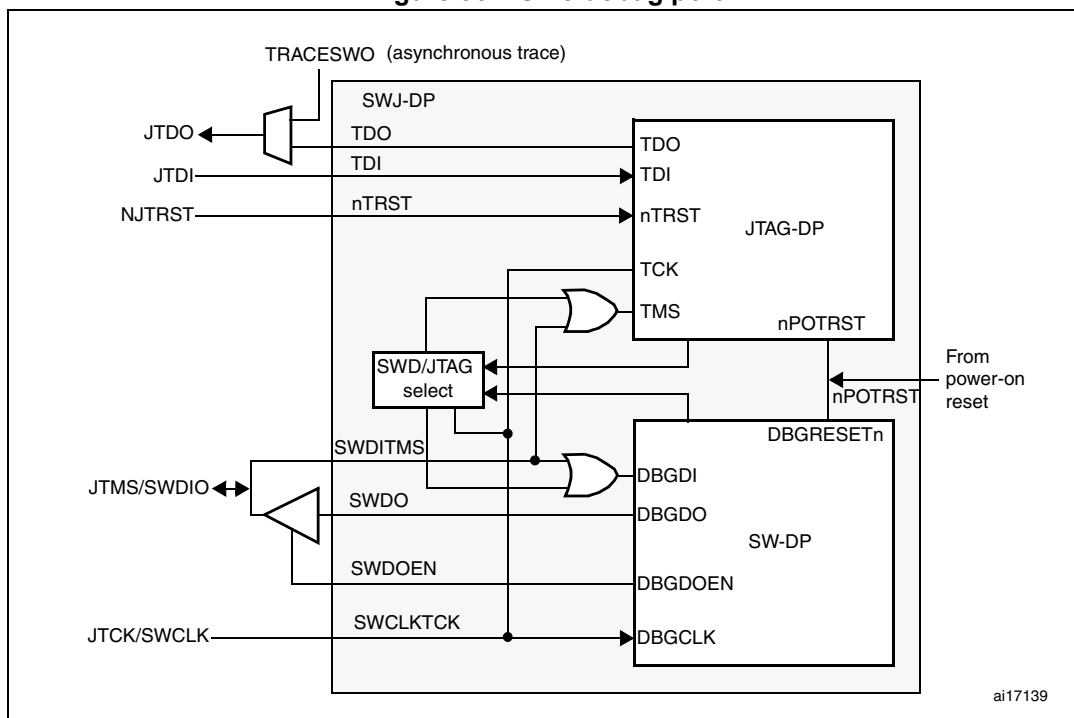 TRACESWO (asynchronous trace)
SWJ-DP
JTDO
TDO
TDO
JTDI
TDI
TDI
NJTRST
nTRST
nTRST
JTAG-DP
TCK
TMS
nPOTRST
SWD/JTAG
select
From
power-on
reset
nPOTRST
DBGRESETn
SWDITMS
DBGDI
JTMS/SWDIO
SWDO
DBGDO
SW-DP
SWDOEN
DBGDOEN
JTCK/SWCLK
SWCLKTCK
DBGCLK
ai17139